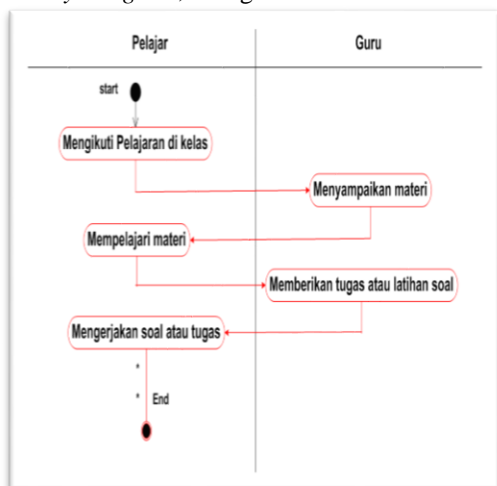 Pelajar
Guru
start
Mengikuti Pelajaran di kelas
Menyampaikan materi
Mempelajari materi
Memberikan tugas atau latihan soal
Mengerjakan soal atau tugas
*
* End